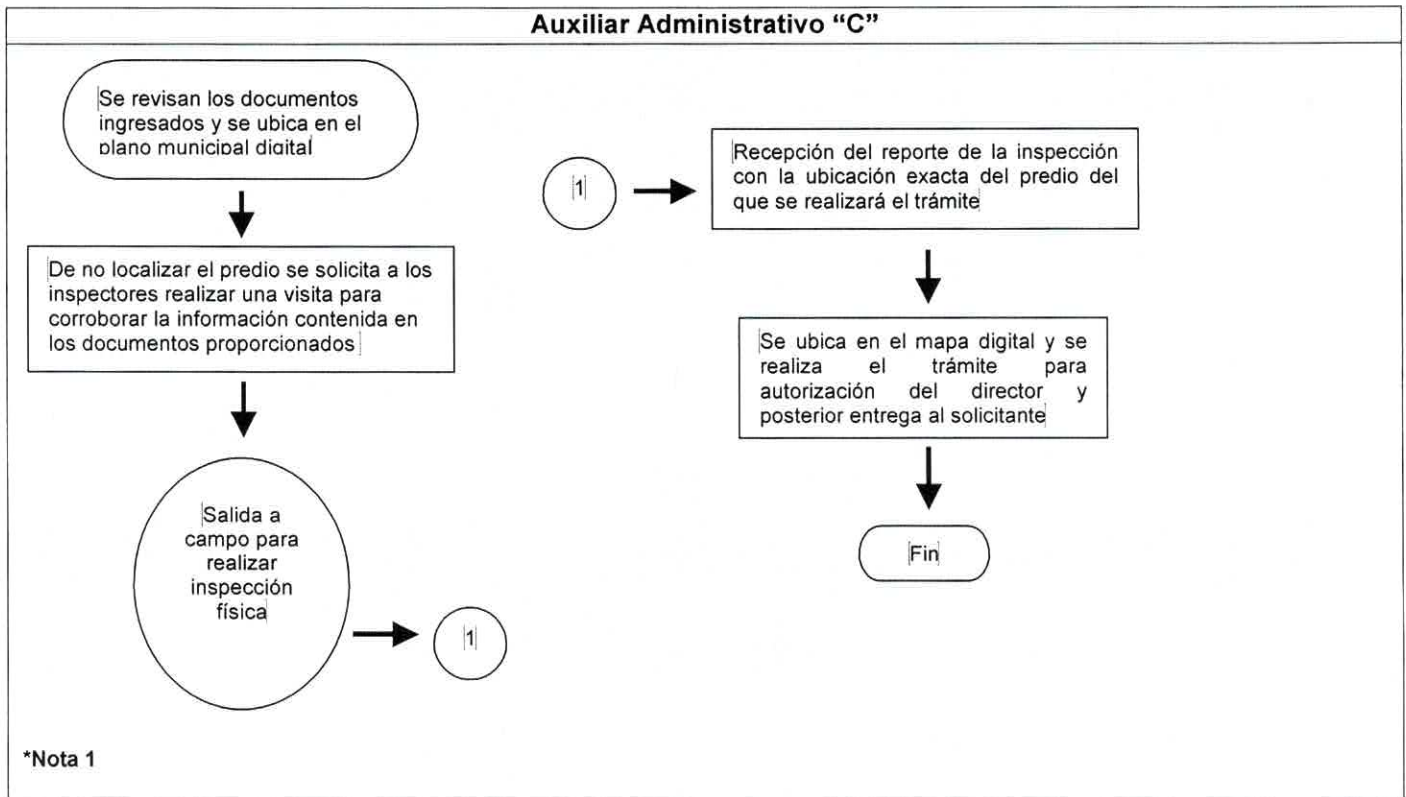 Auxiliar Administrativo “C”
Se revisan los documentos
ingresados y se ubica en el
plano municipal digital
De no localizar el predio se solicita a los
inspectores realizar una visita para
corroborar la información contenida en
los documentos proporcionados
Salida a
campo para
realizar
inspección
física
1
1
Recepción del reporte de la inspección
con la ubicación exacta del predio del
que se realizará el trámite
Se ubica en el mapa digital y se
realiza el trámite para
autorización del director y
posterior entrega al solicitante
Fin
*Nota 1